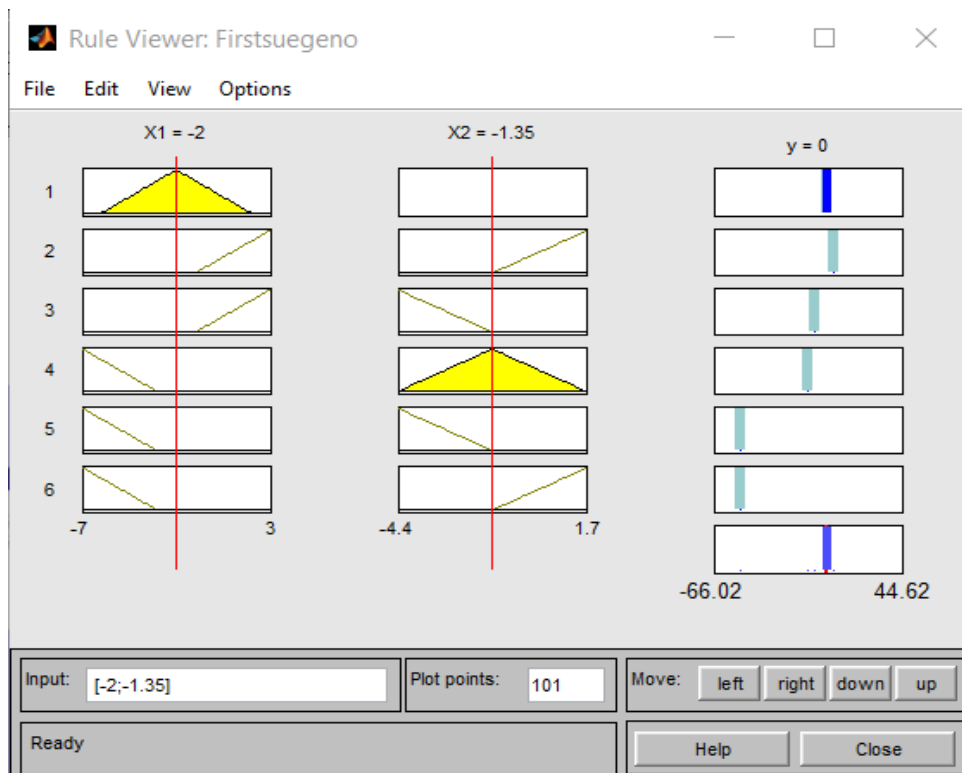 Rule Viewer: Firstsuegeno
File Edit View Options
X1 = -2 X2 = -1.35 y = 0
1
2
3
4
5
6
-7 3 -4.4 1.7
-66.02 44.62
Input: [-2;-1.35] Plot points: 101 Move: left right down up
Ready Help Close